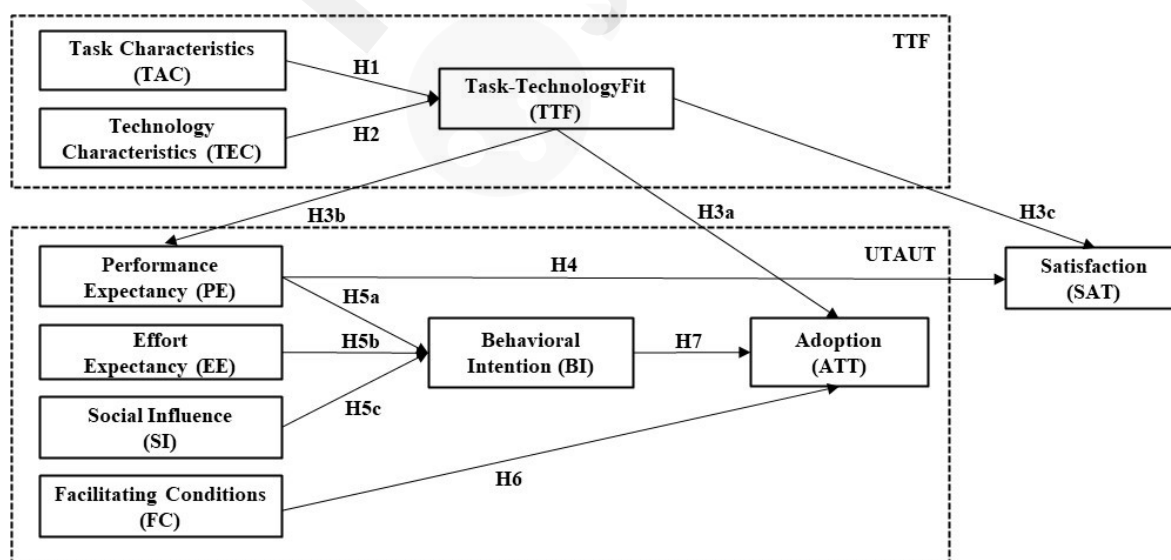 TTF
Task Characteristics
(TAC)
H1
Task-TechnologyFit
(TTF)
Technology
Characteristics (TEC)
H2
H3b
H3a
H3c
UTAUT
Performance
Expectancy (PE)
H4
Satisfaction
(SAT)
H5a
Effort
Expectancy (EE)
H5b
Behavioral
Intention (BI)
H7
Adoption
(ATT)
Social Influence
(SI)
H5c
H6
Facilitating Conditions
(FC)